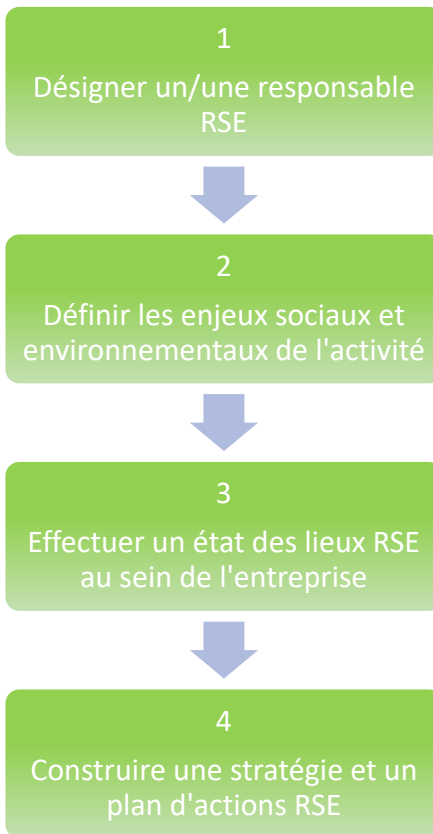 1
Désigner un/une responsable
RSE
2
Définir les enjeux sociaux et
environnementaux de l'activité
3
Effectuer un état des lieux RSE
au sein de l'entreprise
4
Construire une stratégie et un
plan d'actions RSE